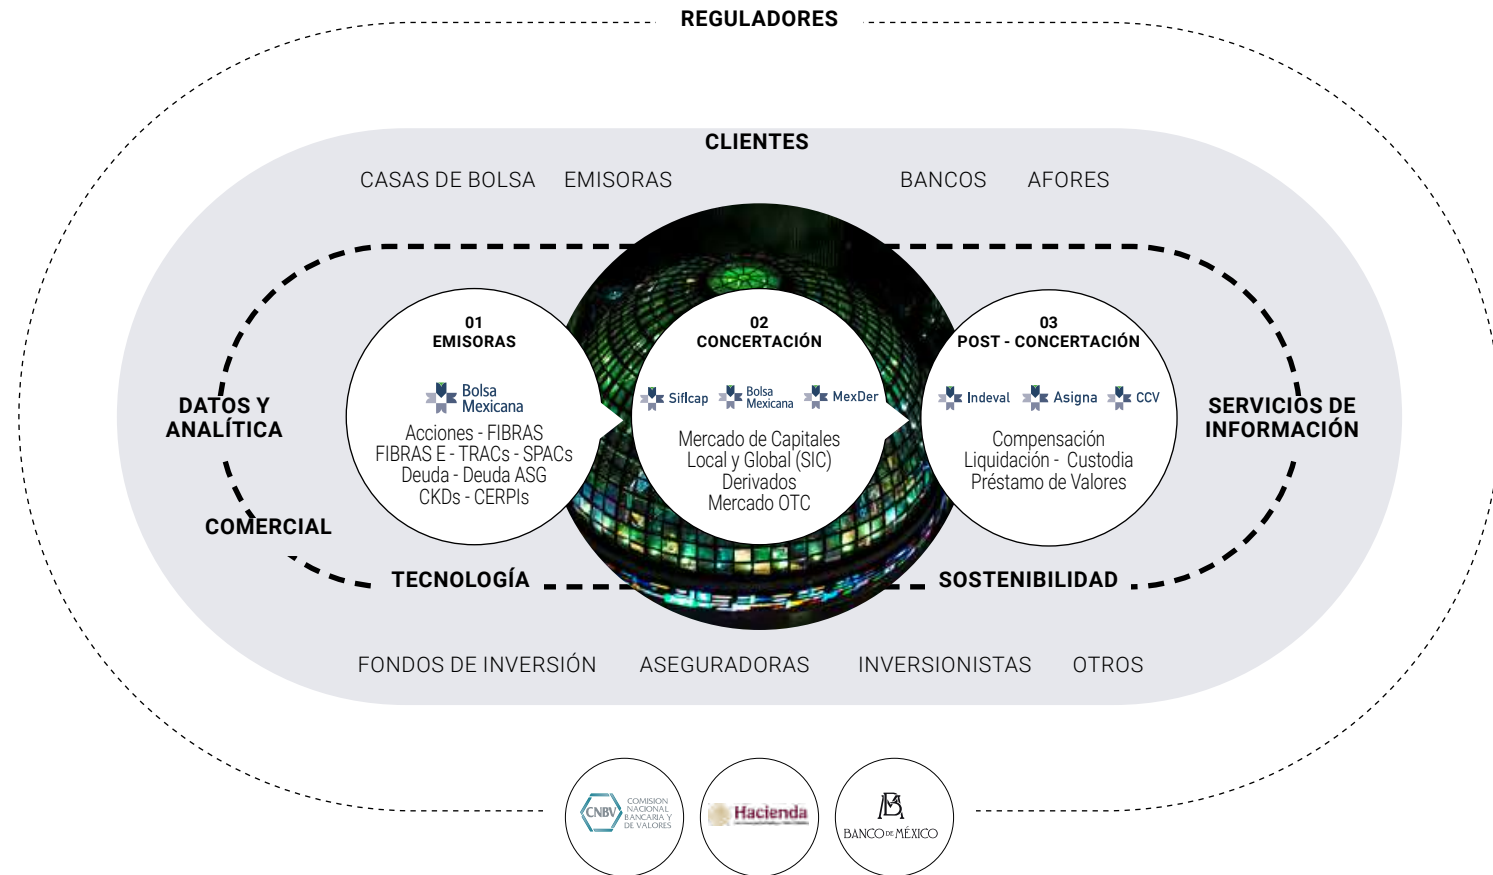 REGULADORES
CLIENTES
CASAS DE BOLSA EMISORAS BANCOS AFORES
01
EMISORAS
Bolsa
Mexicana
Acciones - FIBRAS
FIBRAS E - TRACs - SPACs
Deuda - Deuda ASG
CKDs - CERPIs
02
CONCERTACIÓN
SifIcap
Bolsa
Mexicana
MexDer
Mercado de Capitales
Local y Global (SIC)
Derivados
Mercado OTC
03
POST - CONCERTACIÓN
Indeval
Asigna
CCV
Compensación
Liquidación - Custodia
Préstamo de Valores
DATOS Y
ANALÍTICA
SERVICIOS DE
INFORMACIÓN
COMERCIAL
TECNOLOGÍA
SOSTENIBILIDAD
FONDOS DE INVERSIÓN ASEGURADORAS INVERSIONISTAS OTROS
CNBV
COMISION
NACIONAL
BANCARIA Y
DE VALORES
Hacienda
BM
BANCO DE MÉXICO